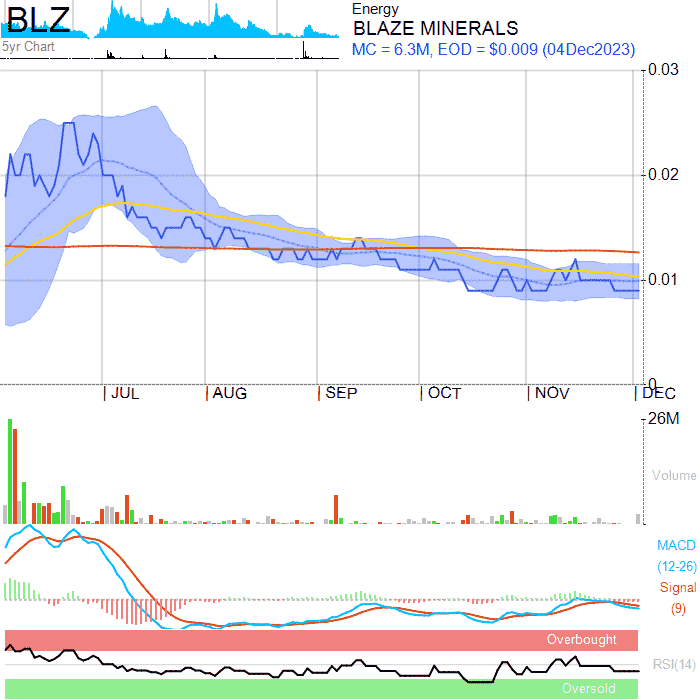 BLZ
5yr Chart
Energy
BLAZE MINERALS
MC = 6.3M, EOD = $0.009 (04Dec2023)
0.03
0.02
0.01
0
JUL AUG SEP OCT NOV DEC
26M
Volume
MACD
(12-26)
Signal
(9)
Overbought
RSI(14)
Oversold